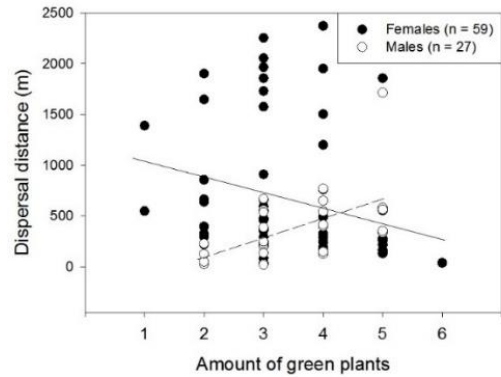 2500
2000
1500
1000
500
0
Dispersal distance (m)
Females (n = 59)
Males (n = 27)
1 2 3 4 5 6
Amount of green plants